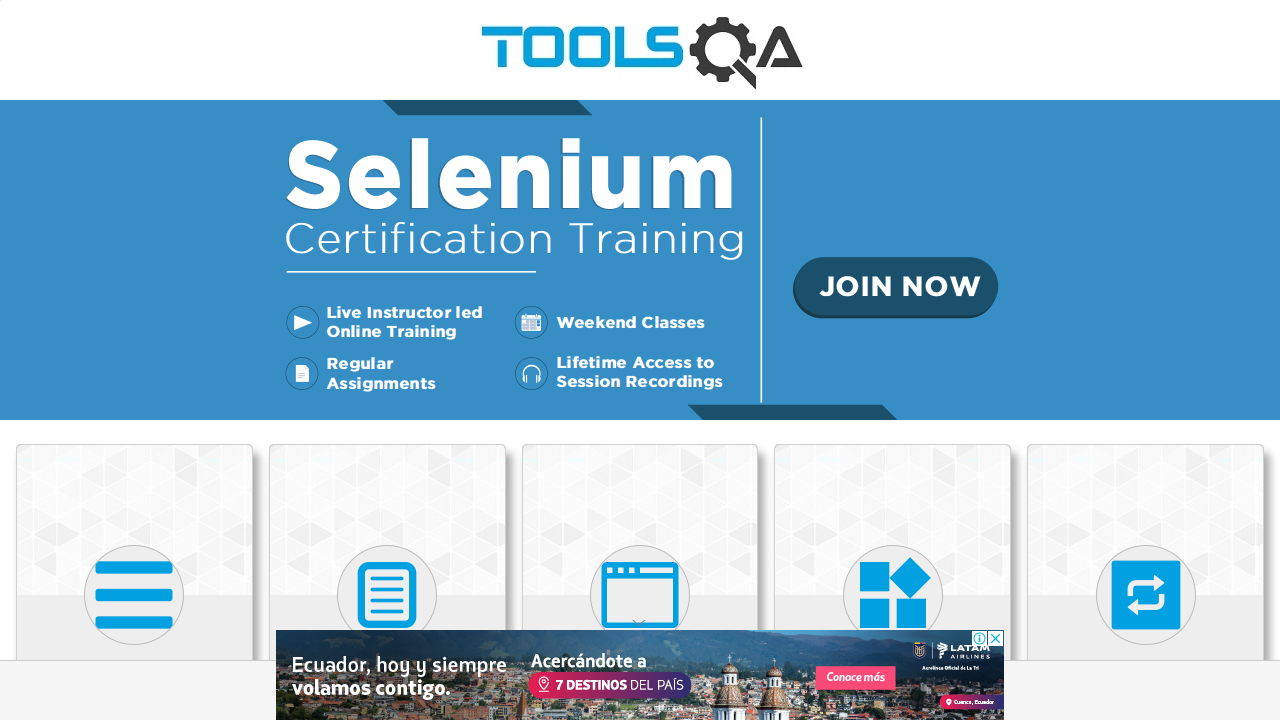 TOOLSQA
Selenium
Certification Training
JOIN NOW
Live Instructor led
Online Training
Weekend Classes
Regular
Assignments
Lifetime Access to
Session Recordings
Ecuador, hoy y siempre
volamos contigo.
Acercándote a
7 DESTINOS DEL PAÍS
Conoce más
LATAM
AIRLINES
Aerolínea Oficial de La Tri
Cuenca, Ecuador